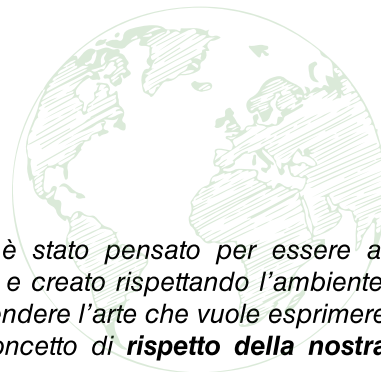 è stato pensato per essere a
e creato rispettando l’ambiente
ndere l’arte che vuole esprimere
oncetto di rispetto della nostra